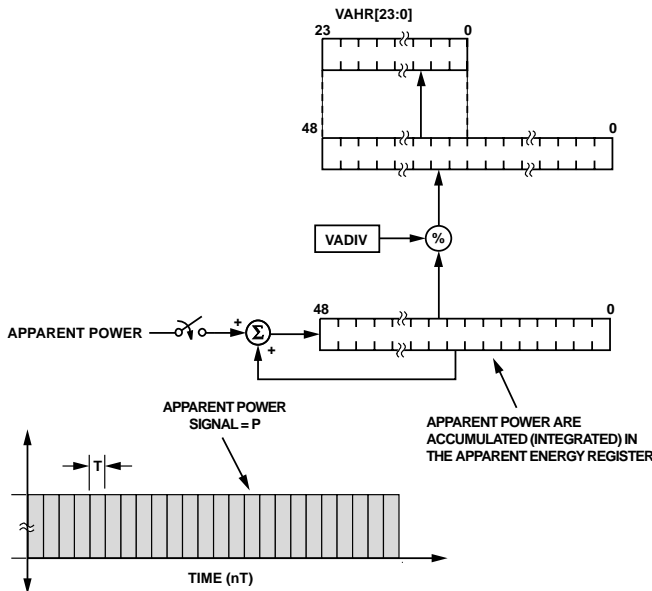 VAHR[23:0]
23 0
48 0
VADIV
%
48 0
APPARENT POWER
+
Σ
+
APPARENT POWER
SIGNAL = P
APPARENT POWER ARE
ACCUMULATED (INTEGRATED) IN
THE APPARENT ENERGY REGISTER
T
TIME (nT)